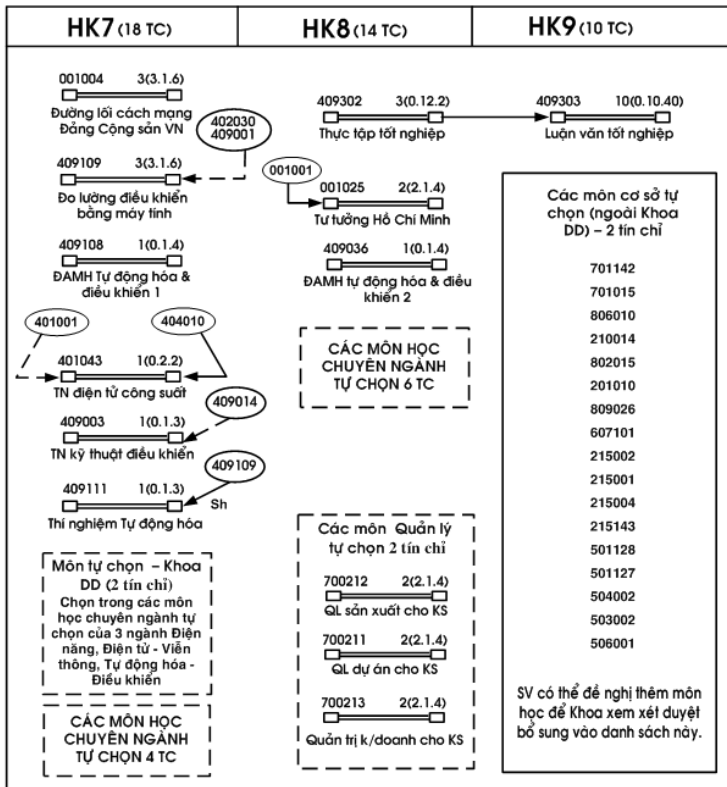 HK7 (18 TC)
001004 3(3.1.6)
Đường lối cách mạng
Đảng Cộng sản VN
402030
409001
409109 3(3.1.6)
Đo lường điều khiển
bằng máy tính
409108 1(0.1.4)
ĐAMH Tự động hóa &
điều khiển 1
401001
404010
401043 1(0.2.2)
TN điện tử công suất
409014
409003 1(0.1.3)
TN kỹ thuật điều khiển
409109
409111 1(0.1.3)
Sh
Thí nghiệm Tự động hóa
Môn tự chọn – Khoa
DD (2 tín chỉ)
Chọn trong các môn
học chuyên ngành tự
chọn của 3 ngành Điện
năng, Điện tử - Viễn
thông, Tự động hóa -
Điều khiển
CÁC MÔN HỌC
CHUYÊN NGÀNH
TỰ CHỌN 4 TC
HK8 (14 TC)
409302 3(0.12.2)
Thực tập tốt nghiệp
001001
001025 2(2.1.4)
Tư tưởng Hồ Chí Minh
409036 1(0.1.4)
ĐAMH tự động hóa & điều
khiển 2
CÁC MÔN HỌC
CHUYÊN NGÀNH
TỰ CHỌN 6 TC
Các môn Quản lý
tự chọn 2 tín chỉ
700212 2(2.1.4)
QL sản xuất cho KS
700211 2(2.1.4)
QL dự án cho KS
700213 2(2.1.4)
Quản trị k/doanh cho KS
HK9 (10 TC)
409303 10(0.10.40)
Luận văn tốt nghiệp
Các môn cơ sở tự
chọn (ngoài Khoa
DD) – 2 tín chỉ
701142
701015
806010
210014
802015
201010
809026
607101
215002
215001
215004
215143
501128
501127
504002
503002
506001
SV có thể đề nghị thêm môn
học để Khoa xem xét duyệt
bổ sung vào danh sách này.